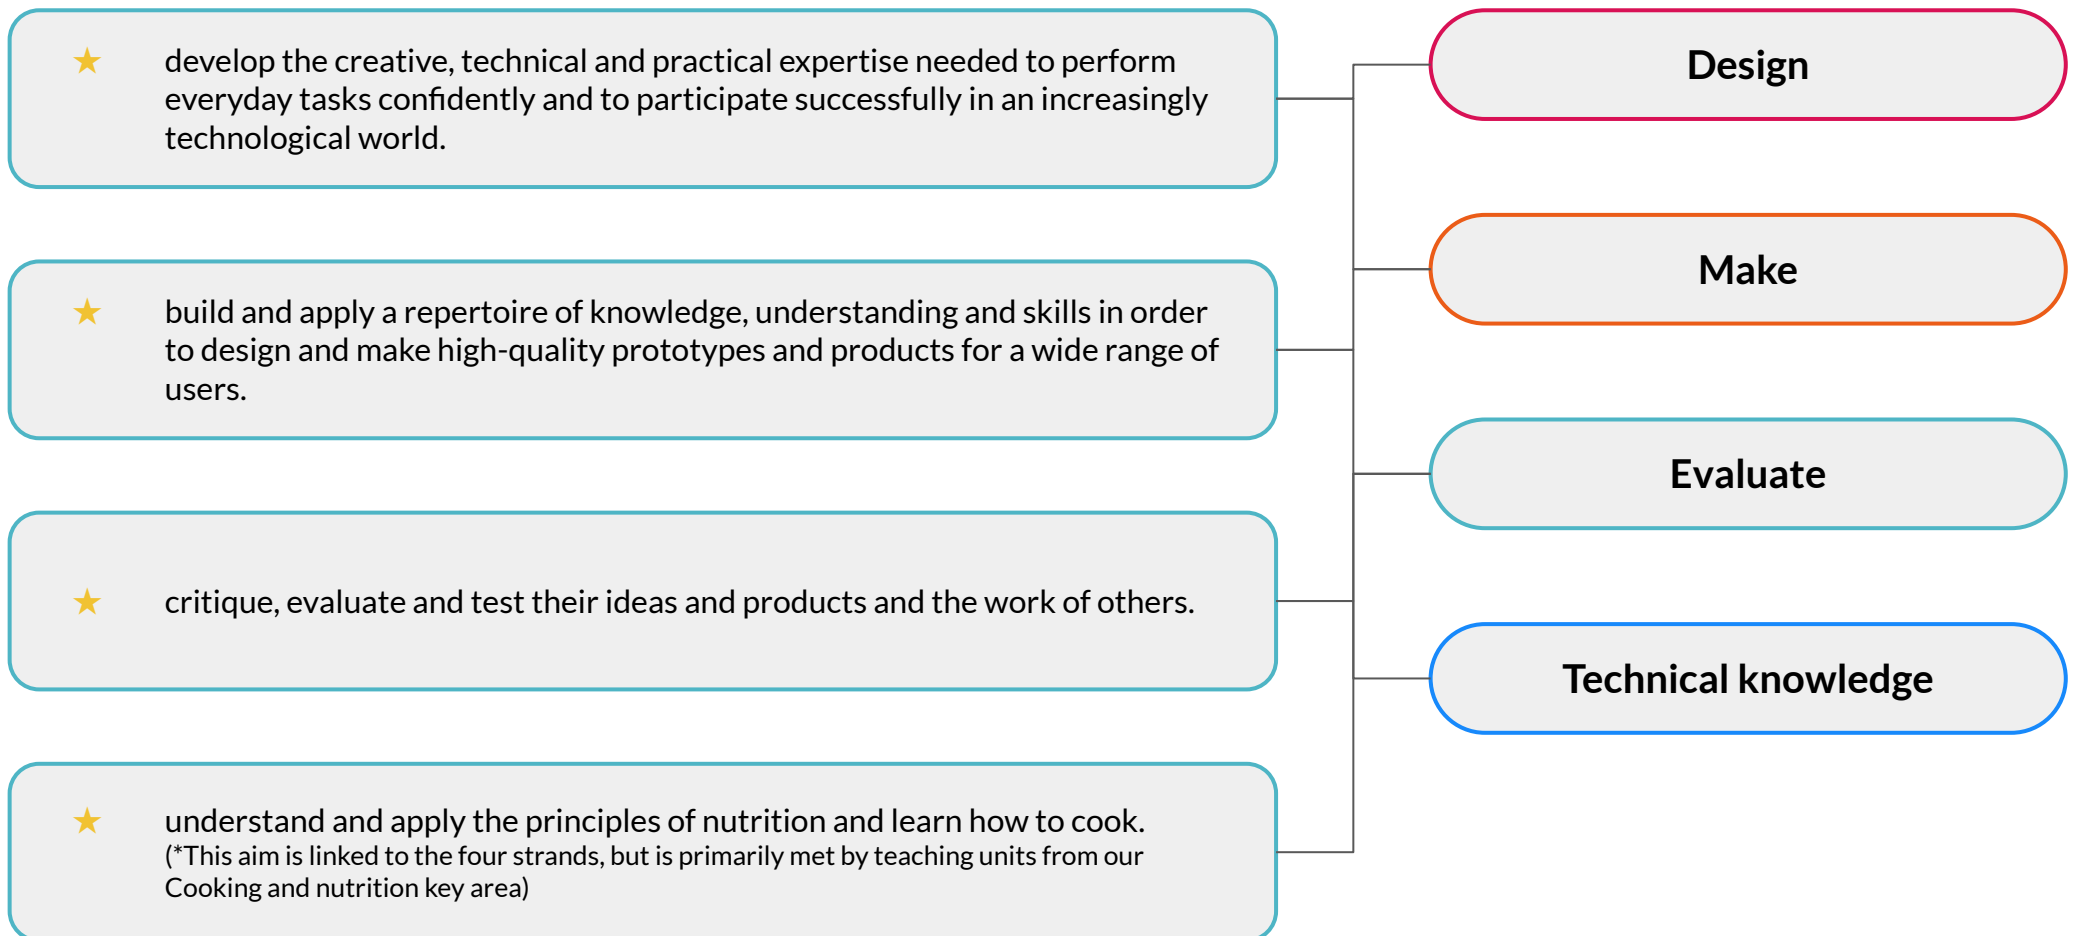 develop the creative, technical and practical expertise needed to perform
everyday tasks confidently and to participate successfully in an increasingly
technological world.
build and apply a repertoire of knowledge, understanding and skills in order
to design and make high-quality prototypes and products for a wide range of
users.
critique, evaluate and test their ideas and products and the work of others.
understand and apply the principles of nutrition and learn how to cook.
(*This aim is linked to the four strands, but is primarily met by teaching units from our
Cooking and nutrition key area)
Design
Make
Evaluate
Technical knowledge